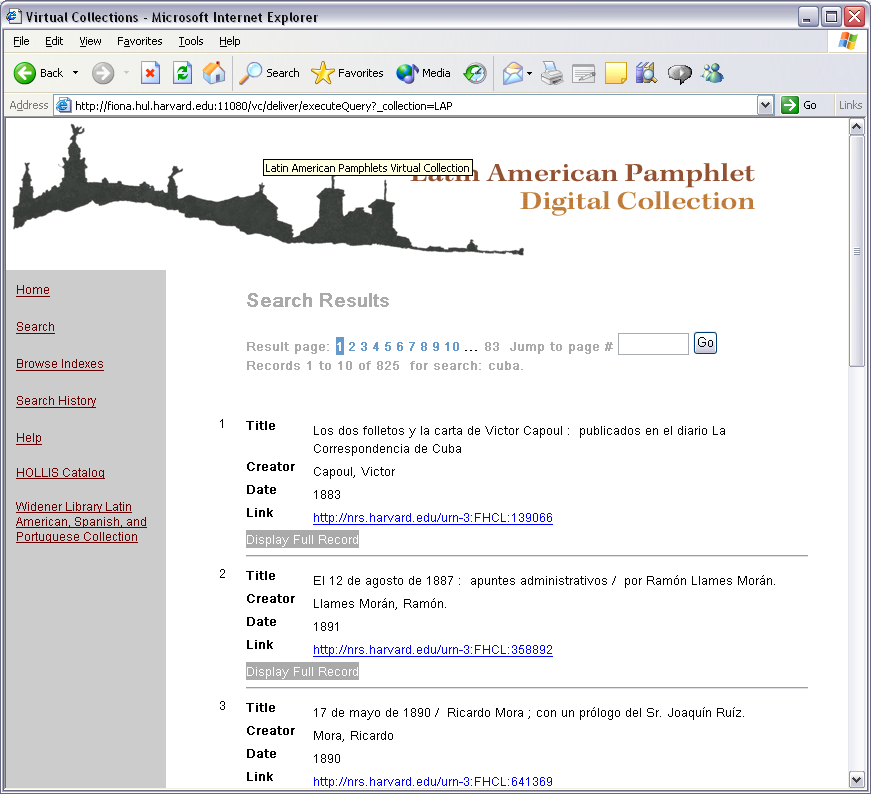 Virtual Collections - Microsoft Internet Explorer
File Edit View Favorites Tools Help
Back Search Favorites Media
Address http://fiona.hul.harvard.edu:11080/vc/deliver/executeQuery?_collection=LAP Go Links
Latin American Pamphlets Virtual Collection
Latin American Pamphlet
Digital Collection
Home
Search
Browse Indexes
Search History
Help
HOLLIS Catalog
Widener Library Latin
American, Spanish, and
Portuguese Collection
Search Results
Result page: 1 2 3 4 5 6 7 8 9 10 ... 83 Jump to page # Go
Records 1 to 10 of 825 for search: cuba.
1 Title Los dos folletos y la carta de Victor Capoul : publicados en el diario La
Correspondencia de Cuba
Creator Capoul, Victor
Date 1883
Link http://nrs.harvard.edu/urn-3:FHCL:139066
Display Full Record
2 Title El 12 de agosto de 1887 : apuntes administrativos / por Ramón Llames Morán.
Creator Llames Morán, Ramón.
Date 1891
Link http://nrs.harvard.edu/urn-3:FHCL:358892
Display Full Record
3 Title 17 de mayo de 1890 / Ricardo Mora ; con un prólogo del Sr. Joaquín Ruíz.
Creator Mora, Ricardo
Date 1890
Link http://nrs.harvard.edu/urn-3:FHCL:641369